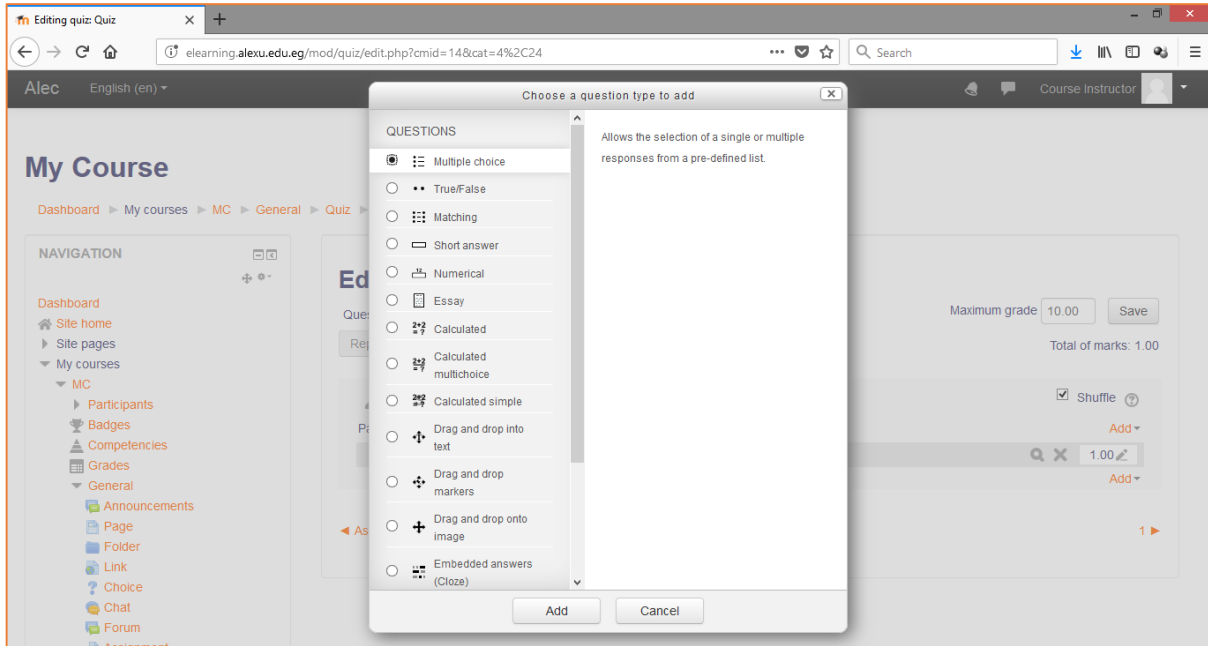 Editing quiz: Quiz
elearning.alexu.edu.eg/mod/quiz/edit.php?cmid=14&cat=4%2C24
Search
Alec English (en)
Course Instructor
My Course
Dashboard ▶ My courses ▶ MC ▶ General ▶ Quiz ▶
NAVIGATION
Dashboard
Site home
Site pages
My courses
MC
Participants
Badges
Competencies
Grades
General
Announcements
Page
Folder
Link
Choice
Chat
Forum
Assignment
Choose a question type to add
QUESTIONS
Multiple choice
True/False
Matching
Short answer
Numerical
Essay
Calculated
Calculated
multichoice
Calculated simple
Drag and drop into
text
Drag and drop
markers
Drag and drop onto
image
Embedded answers
(Cloze)
Allows the selection of a single or multiple
responses from a pre-defined list.
Add Cancel
Ed
Ques
Rep
Pa
◀ As
Maximum grade 10.00 Save
Total of marks: 1.00
Shuffle
Add
1.00
Add
1 ▶